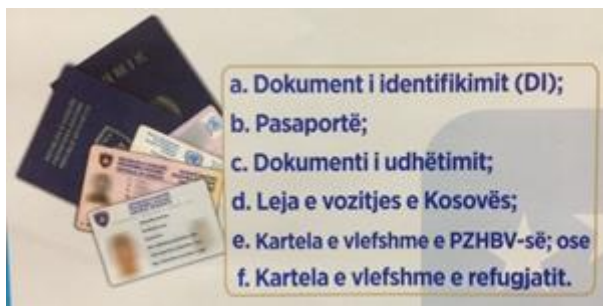 a. Dokument i identifikimit (DI);
b. Pasaportë;
c. Dokumenti i udhëtimit;
d. Leja e vozitjes e Kosovës;
e. Kartela e vlefshme e PZHBV-së; ose
f. Kartela e vlefshme e refugjatit.